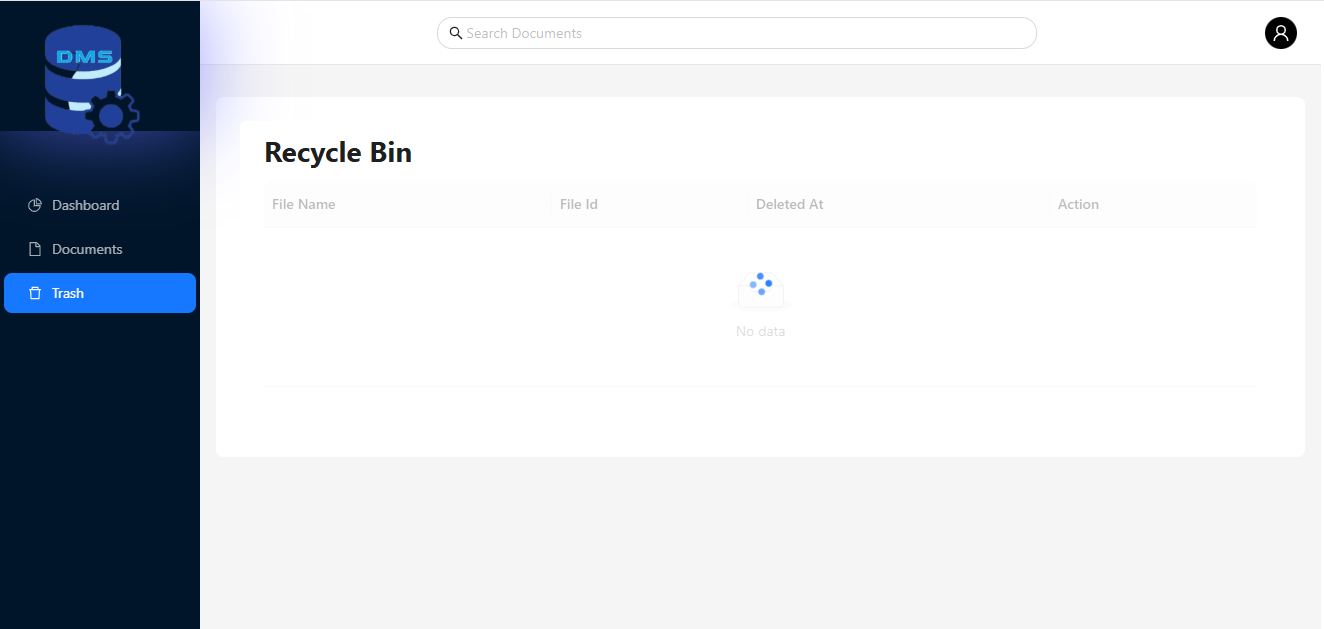 DMS
Search Documents
Dashboard
Documents
Trash
Recycle Bin
File Name File Id Deleted At Action
No data